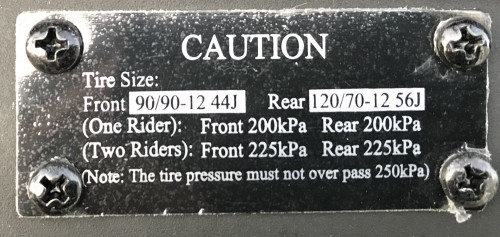 CAUTION
Tire Size:
Front 90/90-12 44J Rear 120/70-12 56J
(One Rider): Front 200kPa Rear 200kPa
(Two Riders): Front 225kPa Rear 225kPa
(Note: The tire pressure must not over pass 250kPa)